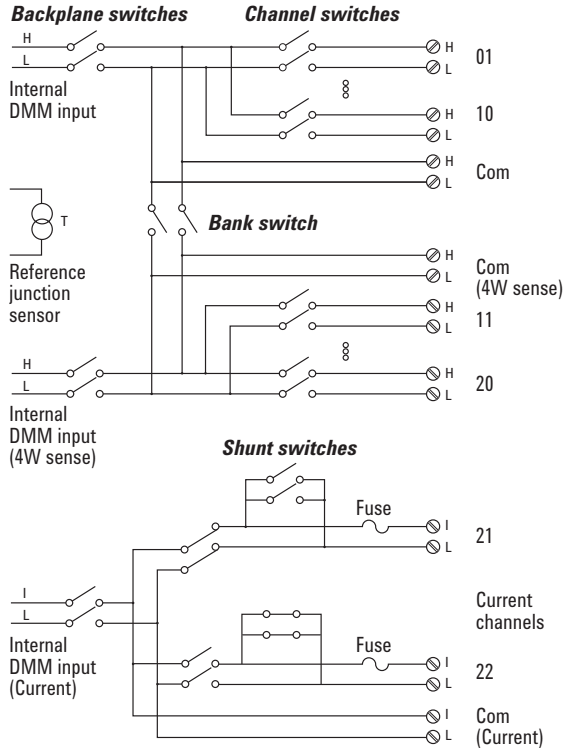 Backplane switches
Channel switches
H
L
Internal
DMM input
H
L
01
H
L
10
H
L
Com
T
Reference
junction
sensor
Bank switch
H
L
Com
(4W sense)
H
L
11
H
L
Internal
DMM input
(4W sense)
H
L
20
Shunt switches
Fuse
I
L
21
I
L
Internal
DMM input
(Current)
Current
channels
Fuse
I
L
22
I
L
Com
(Current)